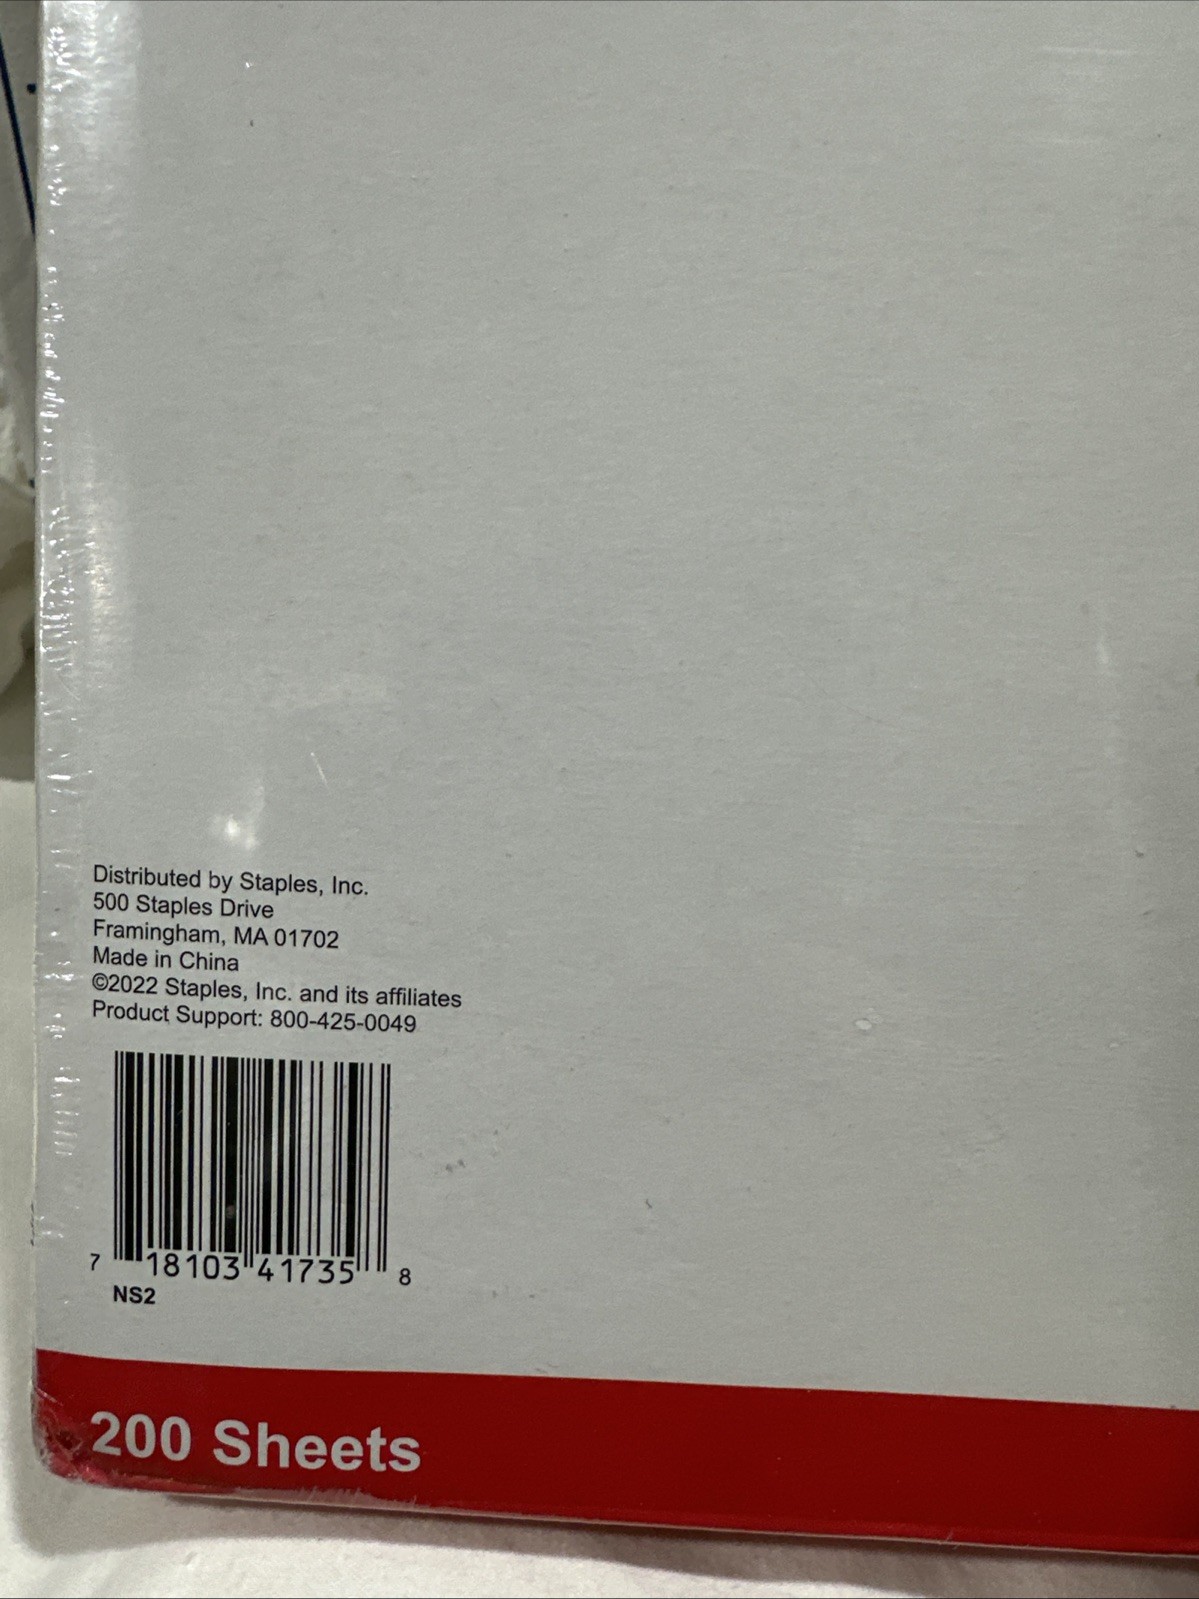 Distributed by Staples, Inc.
500 Staples Drive
Framingham, MA 01702
Made in China
©2022 Staples, Inc. and its affiliates
Product Support: 800-425-0049
7 18103 41735 8
NS2
200 Sheets